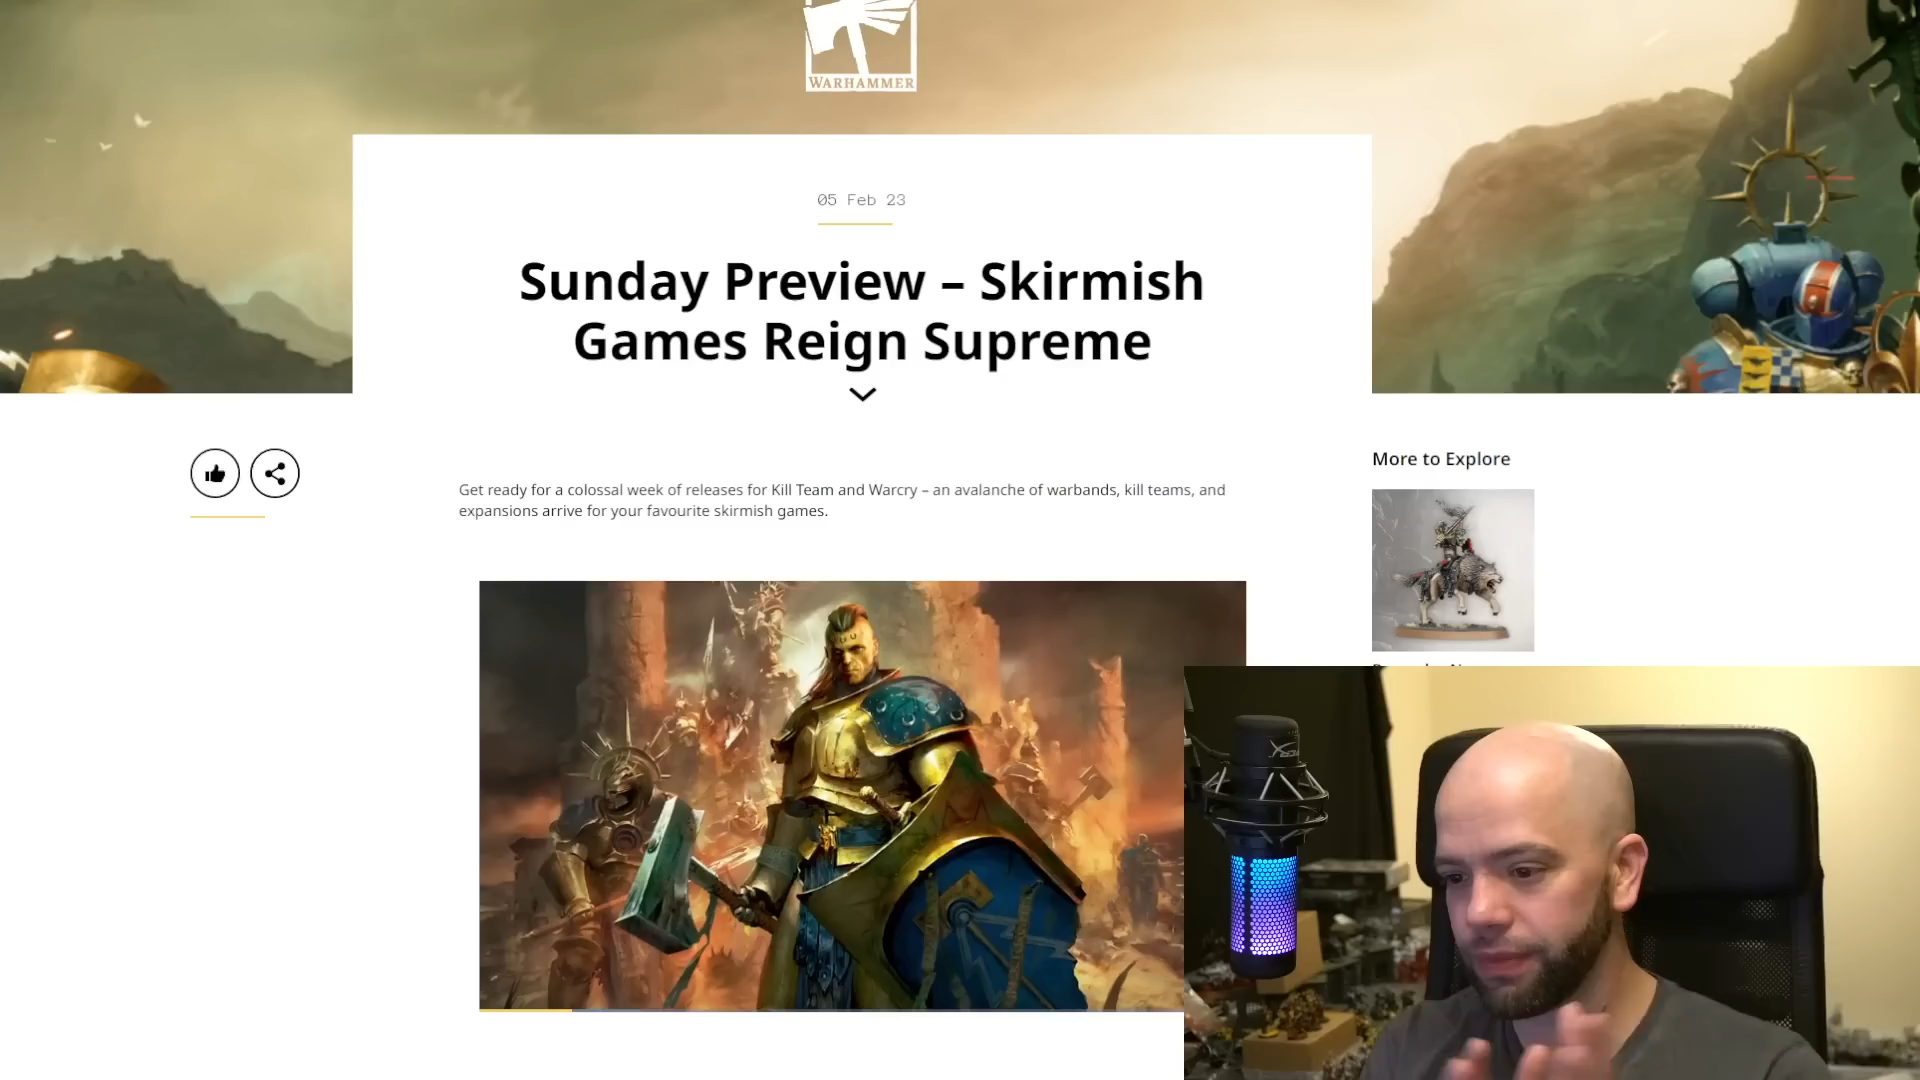 WARHAMMER
05 Feb 23
Sunday Preview – Skirmish
Games Reign Supreme
More to Explore
Get ready for a colossal week of releases for Kill Team and Warcry – an avalanche of warbands, kill teams, and
expansions arrive for your favourite skirmish games.